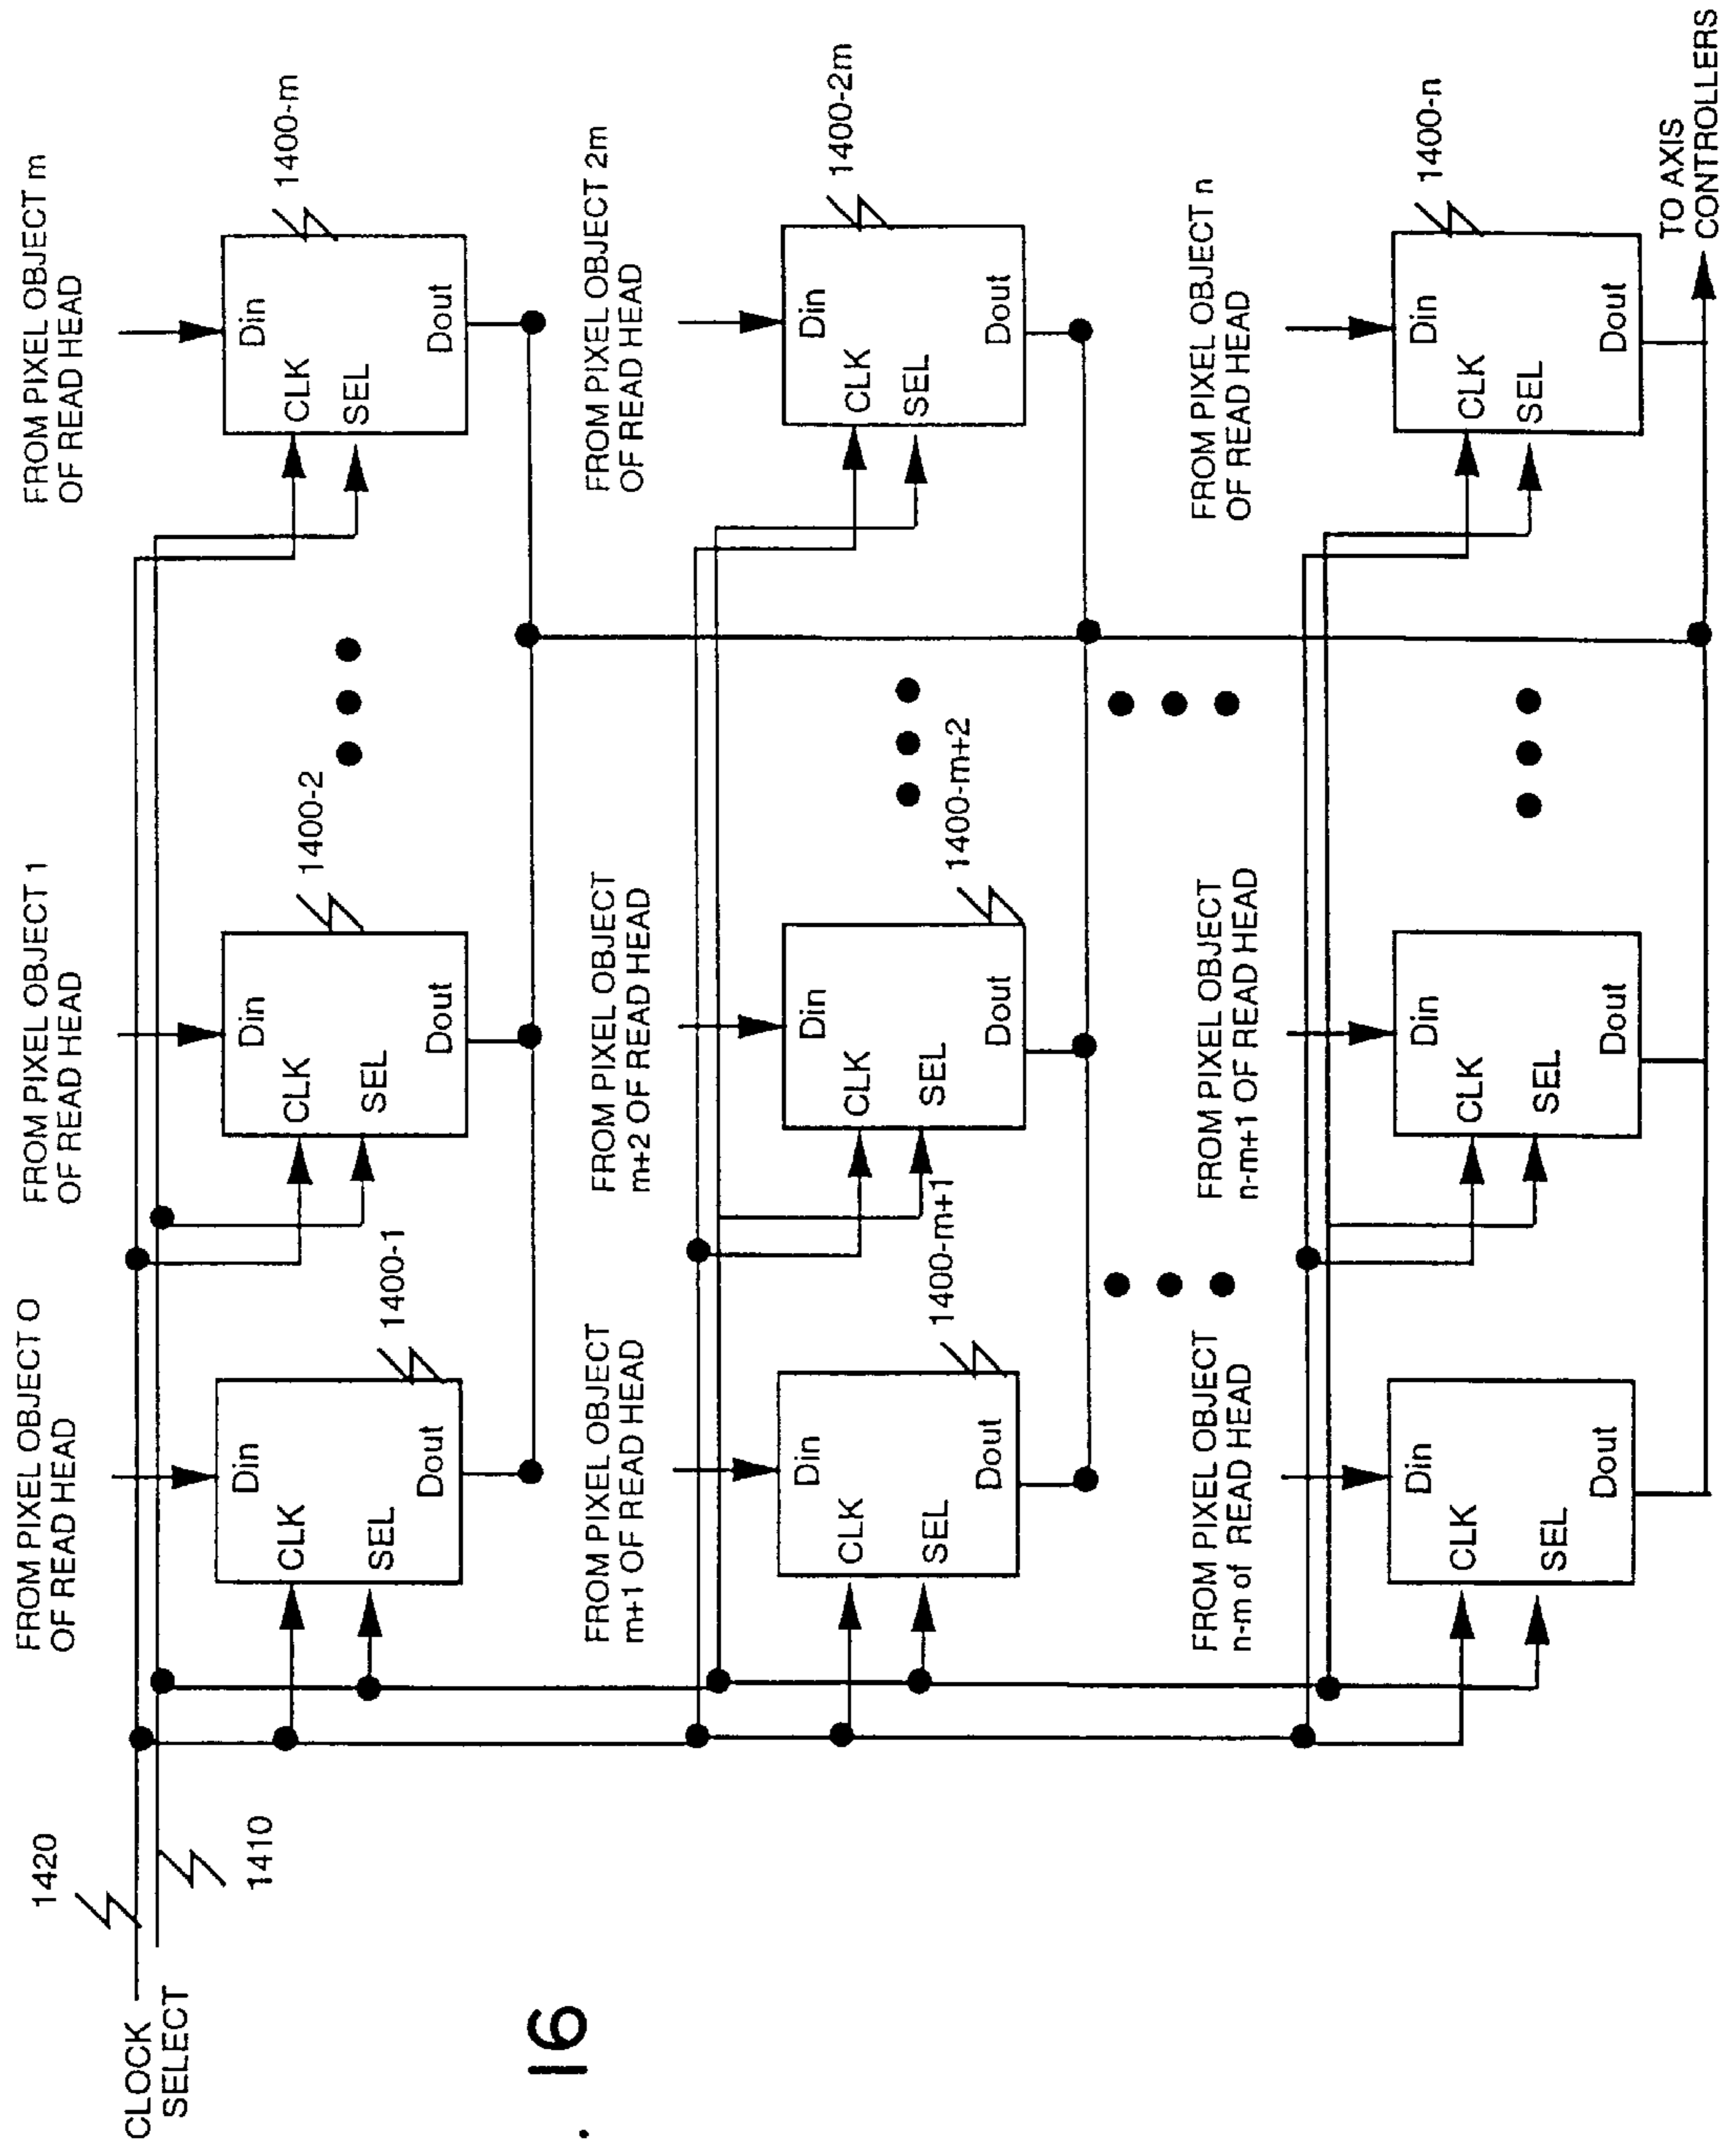 1420
CLOCK
SELECT
1410
FROM PIXEL OBJECT O
OF READ HEAD
Din
CLK
SEL
Dout
1400-1
FROM PIXEL OBJECT 1
OF READ HEAD
Din
CLK
SEL
Dout
1400-2
FROM PIXEL OBJECT m
OF READ HEAD
Din
CLK
SEL
Dout
1400-m
FROM PIXEL OBJECT
m+1 OF READ HEAD
Din
CLK
SEL
Dout
1400-m+1
FROM PIXEL OBJECT
m+2 OF READ HEAD
Din
CLK
SEL
Dout
1400-m+2
FROM PIXEL OBJECT 2m
OF READ HEAD
Din
CLK
SEL
Dout
1400-2m
FROM PIXEL OBJECT
n-m of READ HEAD
Din
CLK
SEL
Dout
FROM PIXEL OBJECT
n-m+1 OF READ HEAD
Din
CLK
SEL
Dout
FROM PIXEL OBJECT n
OF READ HEAD
Din
CLK
SEL
Dout
1400-n
TO AXIS
CONTROLLERS
. 16